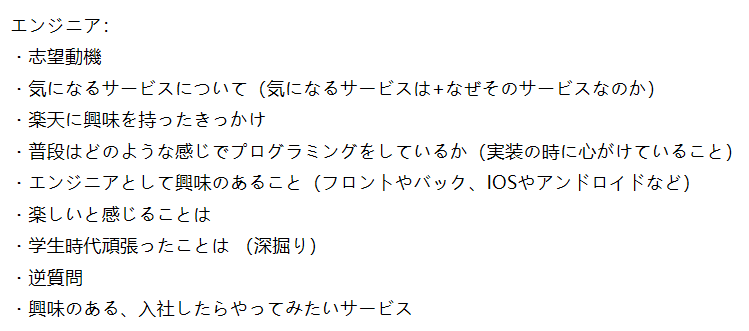 エンジニア:
・志望動機
・気になるサービスについて（気になるサービスは+なぜそのサービスなのか）
・楽天に興味を持ったきっかけ
・普段はどのような感じでプログラミングをしているか（実装の時に心がけていること）
・エンジニアとして興味のあること（フロントやバック、IOSやアンドロイドなど）
・楽しいと感じることは
・学生時代頑張ったことは （深掘り）
・逆質問
・興味のある、入社したらやってみたいサービス